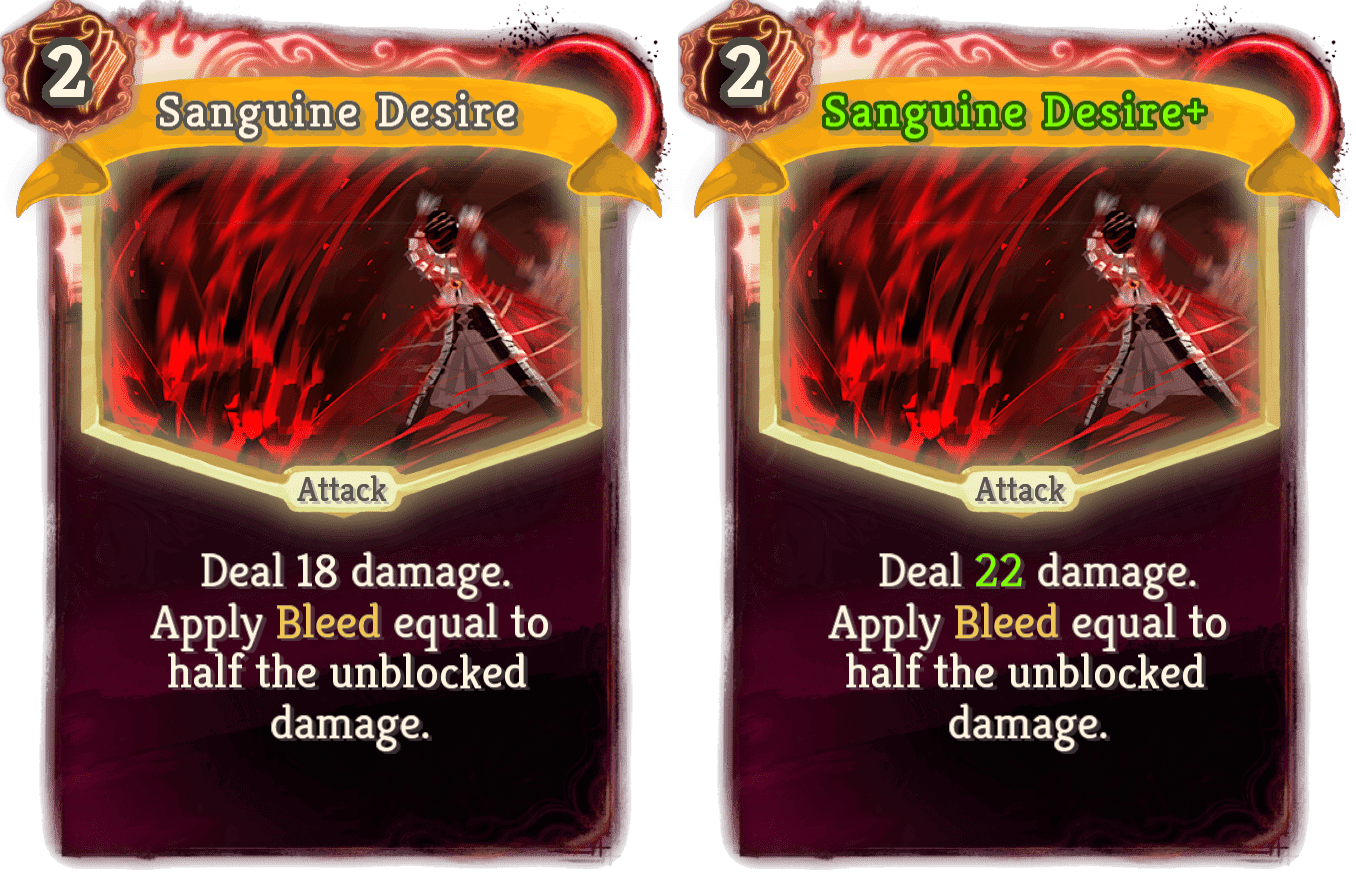 2
Sanguine Desire
Attack
Deal 18 damage.
Apply Bleed equal to
half the unblocked
damage.
2
Sanguine Desire+
Attack
Deal 22 damage.
Apply Bleed equal to
half the unblocked
damage.